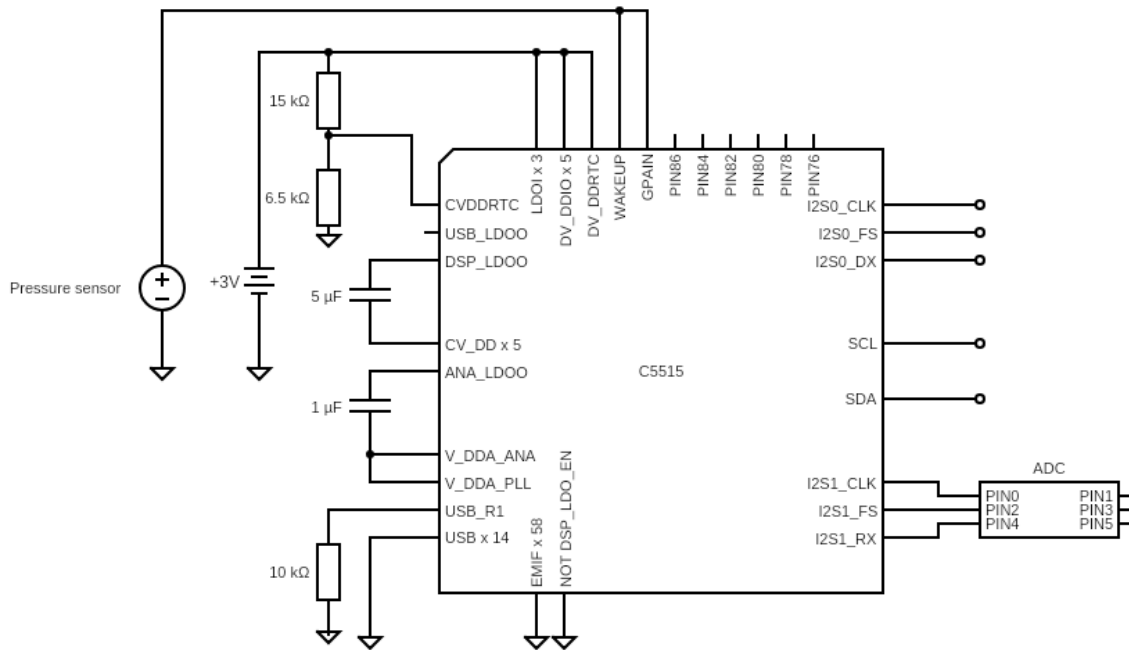 15 kΩ
6.5 kΩ
Pressure sensor
+3V
5 µF
1 µF
10 kΩ
LDOI x 3
DV_DDIO x 5
DV_DDRTC
WAKEUP
GPAIN
PIN86
PIN84
PIN82
PIN80
PIN78
PIN76
CVDDRTC
USB_LDOO
DSP_LDOO
CV_DD x 5
ANA_LDOO
V_DDA_ANA
V_DDA_PLL
USB_R1
USB x 14
EMIF x 58
NOT DSP_LDO_EN
C5515
I2S0_CLK
I2S0_FS
I2S0_DX
SCL
SDA
I2S1_CLK
I2S1_FS
I2S1_RX
ADC
PIN0 PIN1
PIN2 PIN3
PIN4 PIN5